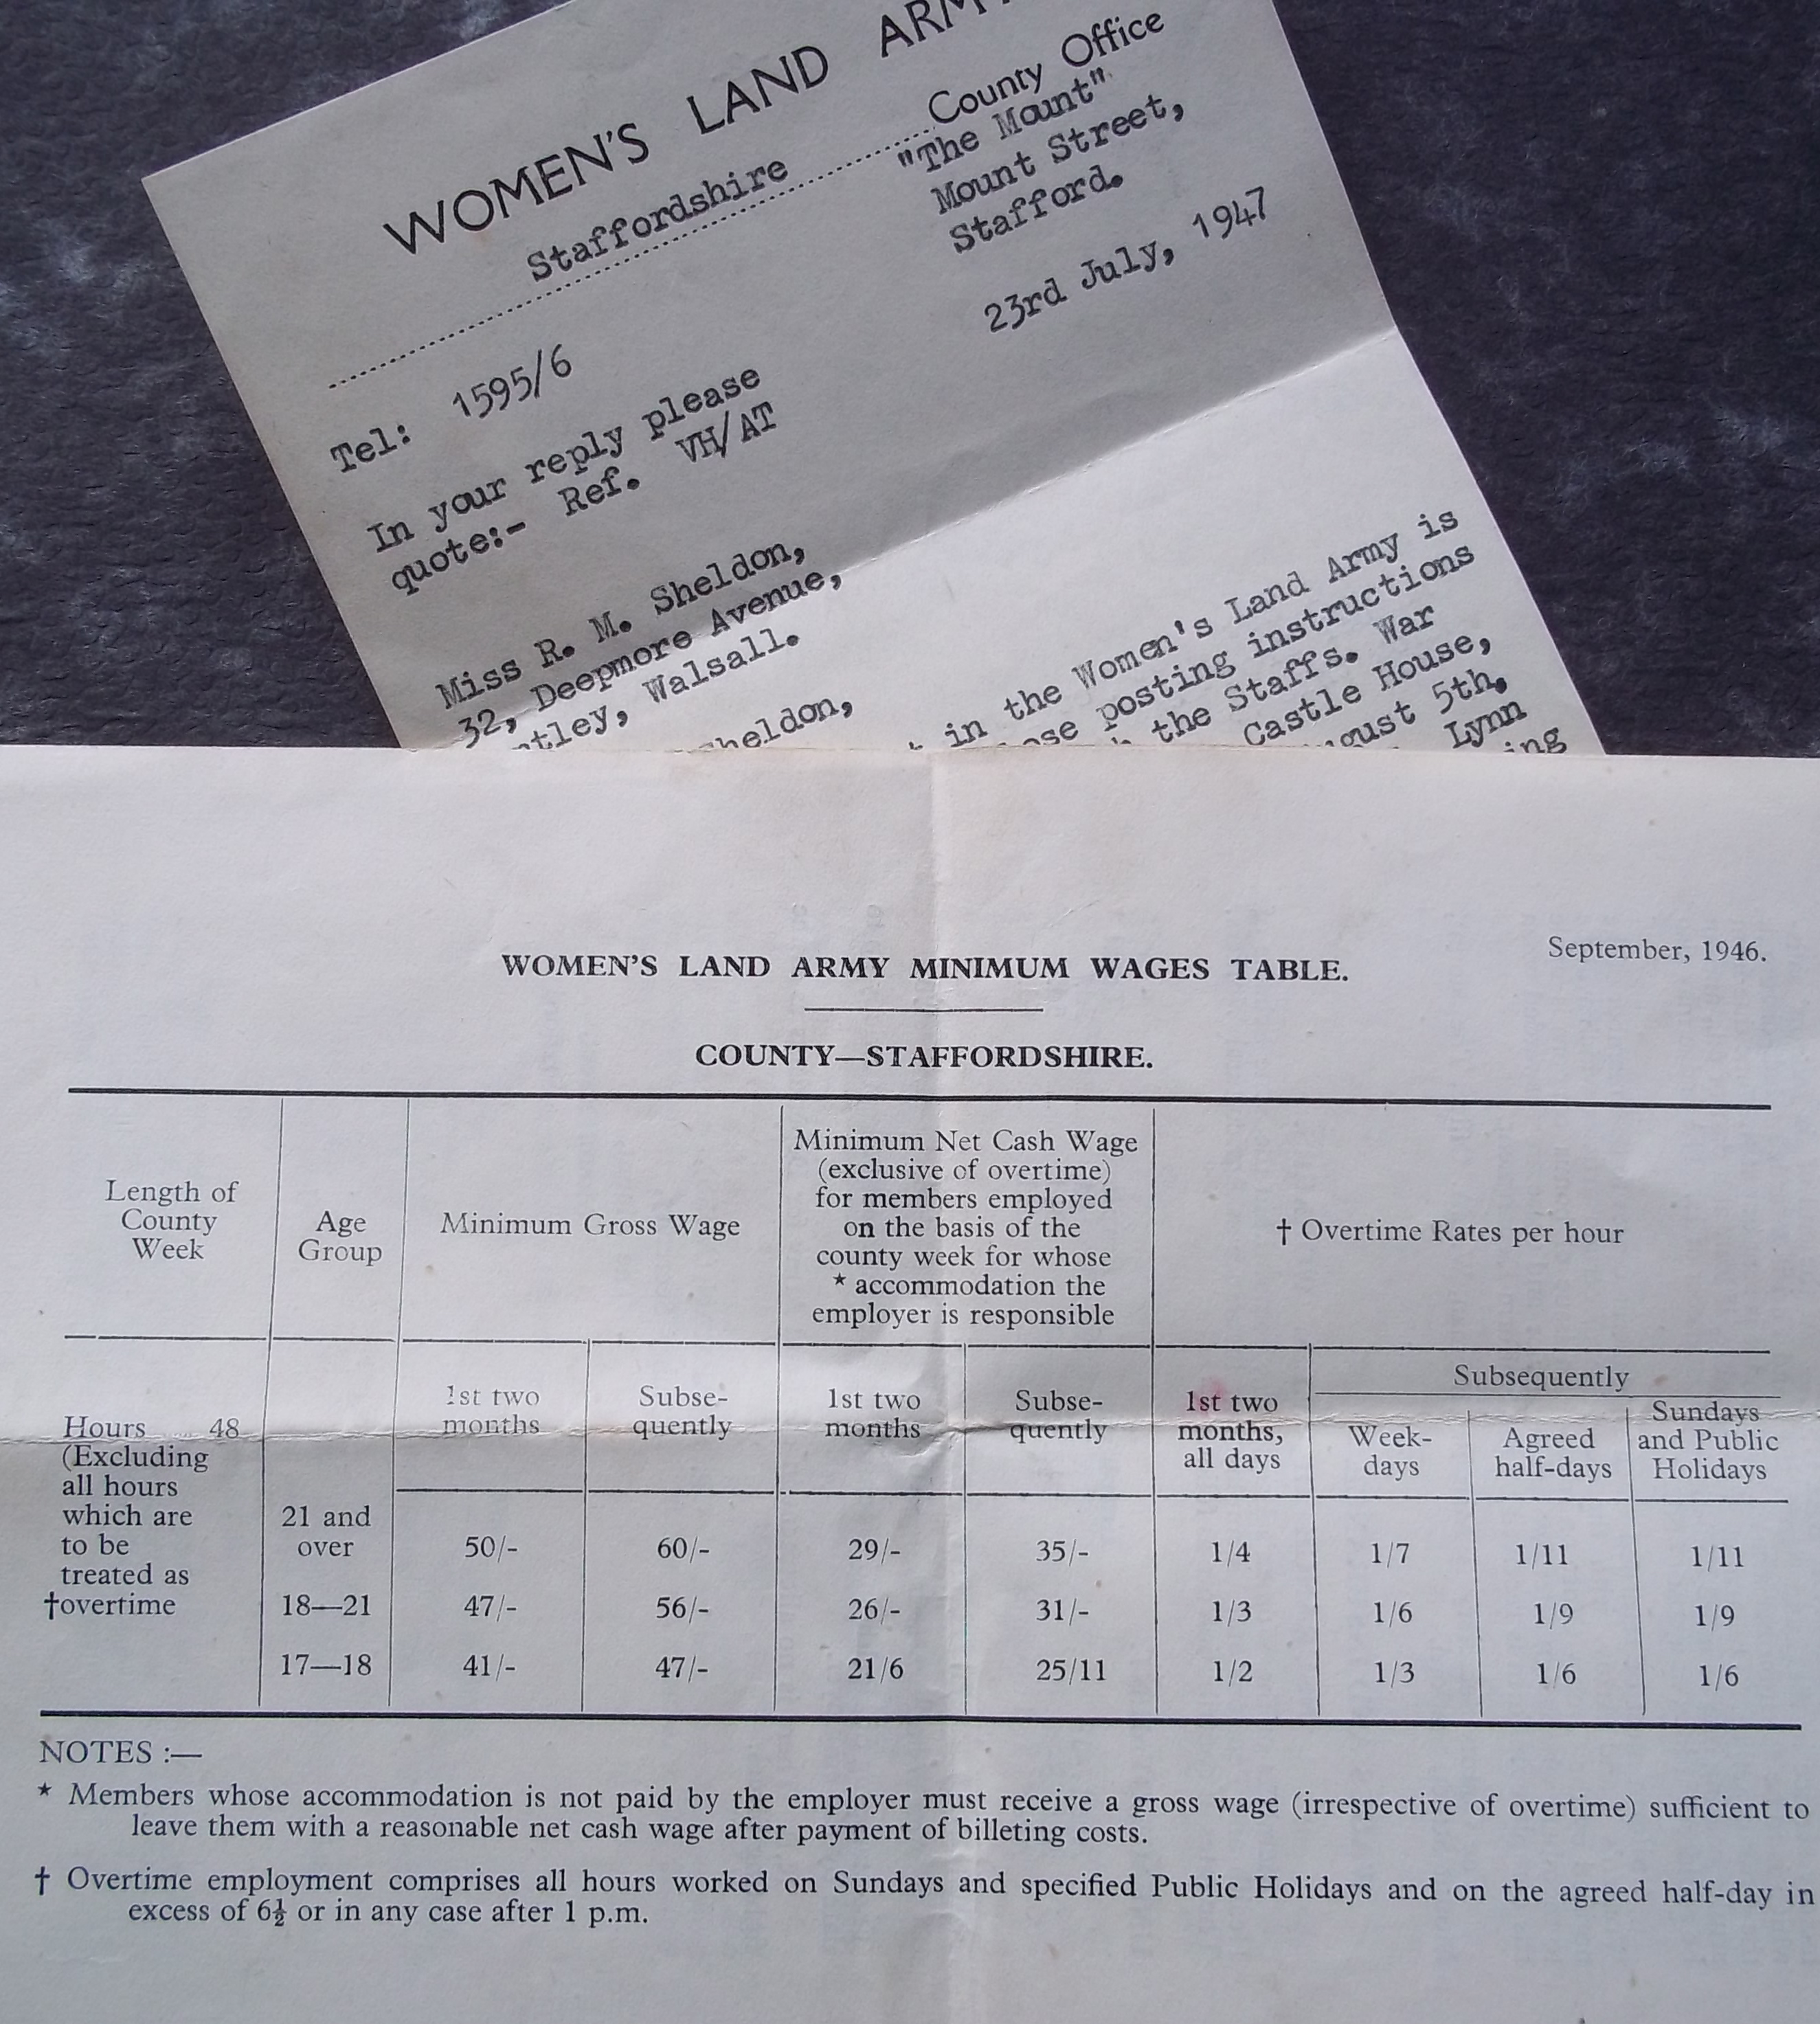 WOMEN'S LAND
Staffordshire County Office
"The Mount"
Mount Street,
Stafford.
23rd July, 1947
Tel: 1595/6
In your reply please
quote:- Ref. VH/AT
Miss R. M. Sheldon,
32, Deepmore Avenue,
Walsall.
in the Women's Land Army is
posting instructions
the Staffs. War
Castle House,
5th,
Lynn
September, 1946.
WOMEN'S LAND ARMY MINIMUM WAGES TABLE.
COUNTY—STAFFORDSHIRE.
Length of
County
Week
Age
Group
Minimum Gross Wage
Minimum Net Cash Wage
(exclusive of overtime)
for members employed
on the basis of the
county week for whose
* accommodation the
employer is responsible
† Overtime Rates per hour
1st two
months
Subse-
quently
1st two
months
Subse-
quently
1st two
months,
all days
Subsequently
Week-
days
Agreed
half-days
Sundays
and Public
Holidays
Hours ... 48
(Excluding
all hours
which are
to be
treated as
†overtime
21 and
over 50/- 60/- 29/- 35/- 1/4 1/7 1/11 1/11
18—21 47/- 56/- 26/- 31/- 1/3 1/6 1/9 1/9
17—18 41/- 47/- 21/6 25/11 1/2 1/3 1/6 1/6
NOTES :—
* Members whose accommodation is not paid by the employer must receive a gross wage (irrespective of overtime) sufficient to
leave them with a reasonable net cash wage after payment of billeting costs.
† Overtime employment comprises all hours worked on Sundays and specified Public Holidays and on the agreed half-day in
excess of 6½ or in any case after 1 p.m.